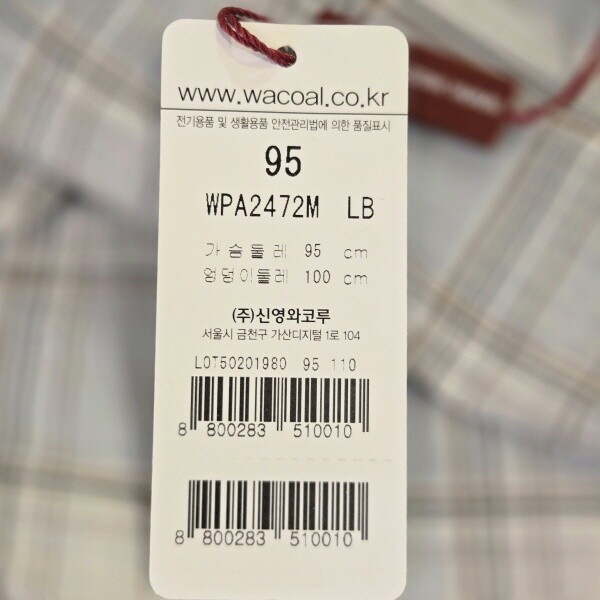 www.wacoal.co.kr
전기용품 및 생활용품 안전관리법에 의한 품질표시
95
WPA2472M LB
가슴둘레 95 cm
엉덩이둘레 100 cm
(주)신영와코루
서울시 금천구 가산디지털 1로 104
LOT50201980 95 110
8 800283 510010
8 800283 510010